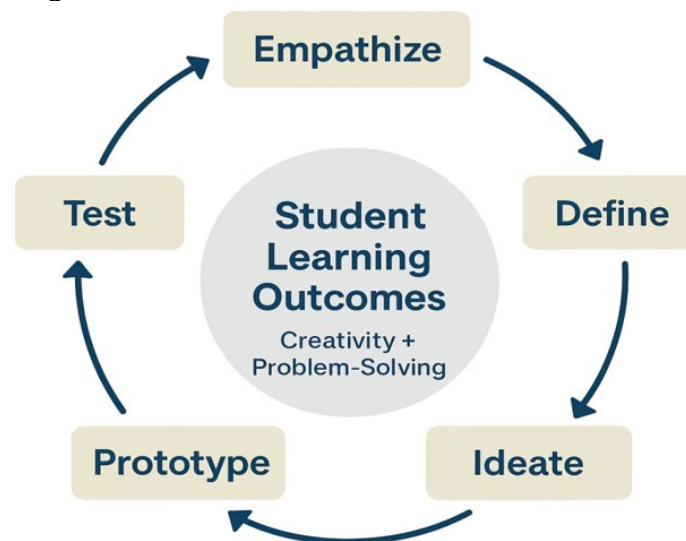 Empathize
Define
Ideate
Prototype
Test
Student
Learning
Outcomes
Creativity +
Problem-Solving